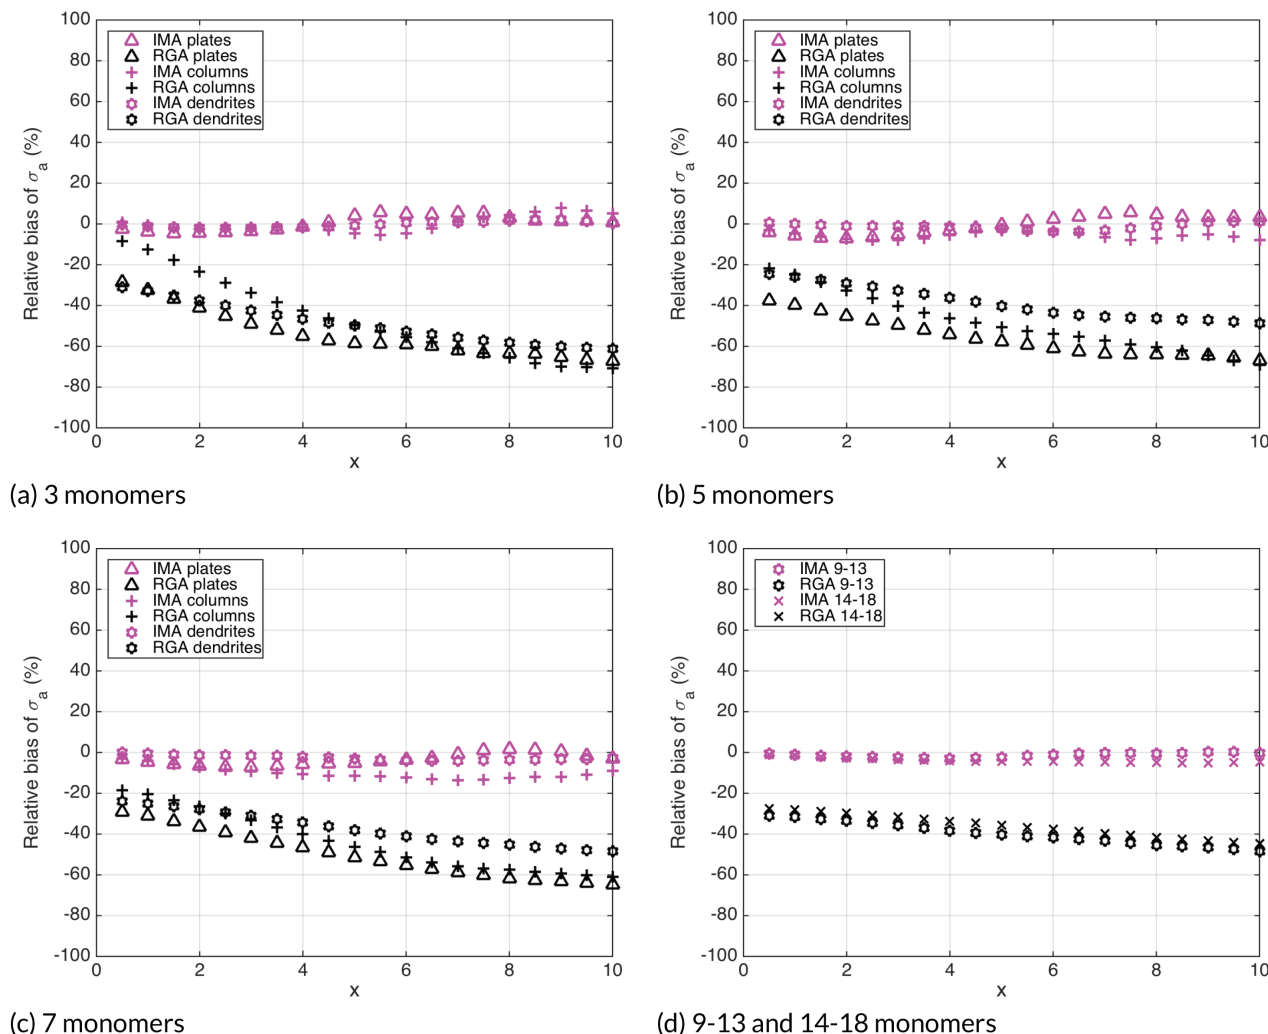 100
80
60
40
20
0
-20
-40
-60
-80
-100
0 2 4 6 8 10
Relative bias of σa (%)
x
IMA plates
RGA plates
IMA columns
RGA columns
IMA dendrites
RGA dendrites
(a) 3 monomers
100
80
60
40
20
0
-20
-40
-60
-80
-100
0 2 4 6 8 10
Relative bias of σa (%)
x
IMA plates
RGA plates
IMA columns
RGA columns
IMA dendrites
RGA dendrites
(b) 5 monomers
100
80
60
40
20
0
-20
-40
-60
-80
-100
0 2 4 6 8 10
Relative bias of σa (%)
x
IMA plates
RGA plates
IMA columns
RGA columns
IMA dendrites
RGA dendrites
(c) 7 monomers
100
80
60
40
20
0
-20
-40
-60
-80
-100
0 2 4 6 8 10
Relative bias of σa (%)
x
IMA 9-13
RGA 9-13
IMA 14-18
RGA 14-18
(d) 9-13 and 14-18 monomers